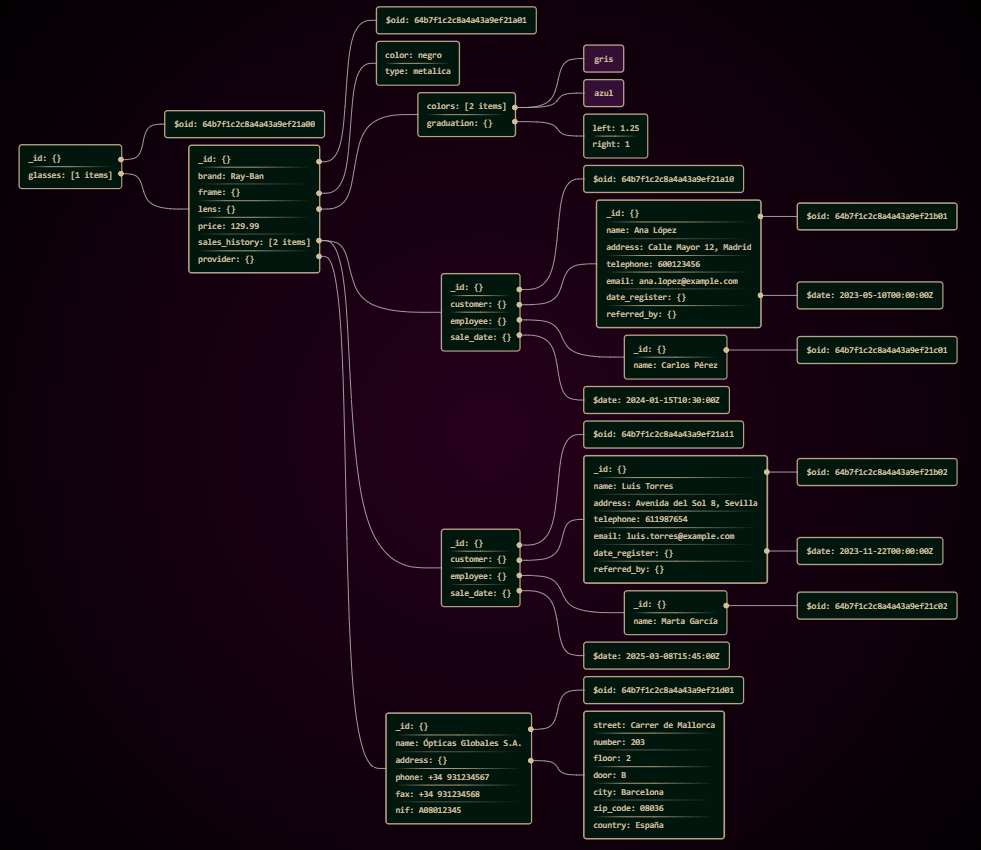 _id: {}
glasses: [1 items]
$oid: 64b7f1c2c8a4a43a9ef21a00
_id: {}
brand: Ray-Ban
frame: {}
lens: {}
price: 129.99
sales_history: [2 items]
provider: {}
$oid: 64b7f1c2c8a4a43a9ef21a01
color: negro
type: metalica
colors: [2 items]
graduation: {}
gris
azul
left: 1.25
right: 1
_id: {}
customer: {}
employee: {}
sale_date: {}
$oid: 64b7f1c2c8a4a43a9ef21a10
_id: {}
name: Ana López
address: Calle Mayor 12, Madrid
telephone: 600123456
email: ana.lopez@example.com
date_register: {}
referred_by: {}
$oid: 64b7f1c2c8a4a43a9ef21b01
$date: 2023-05-10T00:00:00Z
_id: {}
name: Carlos Pérez
$oid: 64b7f1c2c8a4a43a9ef21c01
$date: 2024-01-15T10:30:00Z
_id: {}
customer: {}
employee: {}
sale_date: {}
$oid: 64b7f1c2c8a4a43a9ef21a11
_id: {}
name: Luis Torres
address: Avenida del Sol 8, Sevilla
telephone: 611987654
email: luis.torres@example.com
date_register: {}
referred_by: {}
$oid: 64b7f1c2c8a4a43a9ef21b02
$date: 2023-11-22T00:00:00Z
_id: {}
name: Marta García
$oid: 64b7f1c2c8a4a43a9ef21c02
$date: 2025-03-08T15:45:00Z
_id: {}
name: Ópticas Globales S.A.
address: {}
phone: +34 931234567
fax: +34 931234568
nif: A08012345
$oid: 64b7f1c2c8a4a43a9ef21d01
street: Carrer de Mallorca
number: 203
floor: 2
door: B
city: Barcelona
zip_code: 08036
country: España